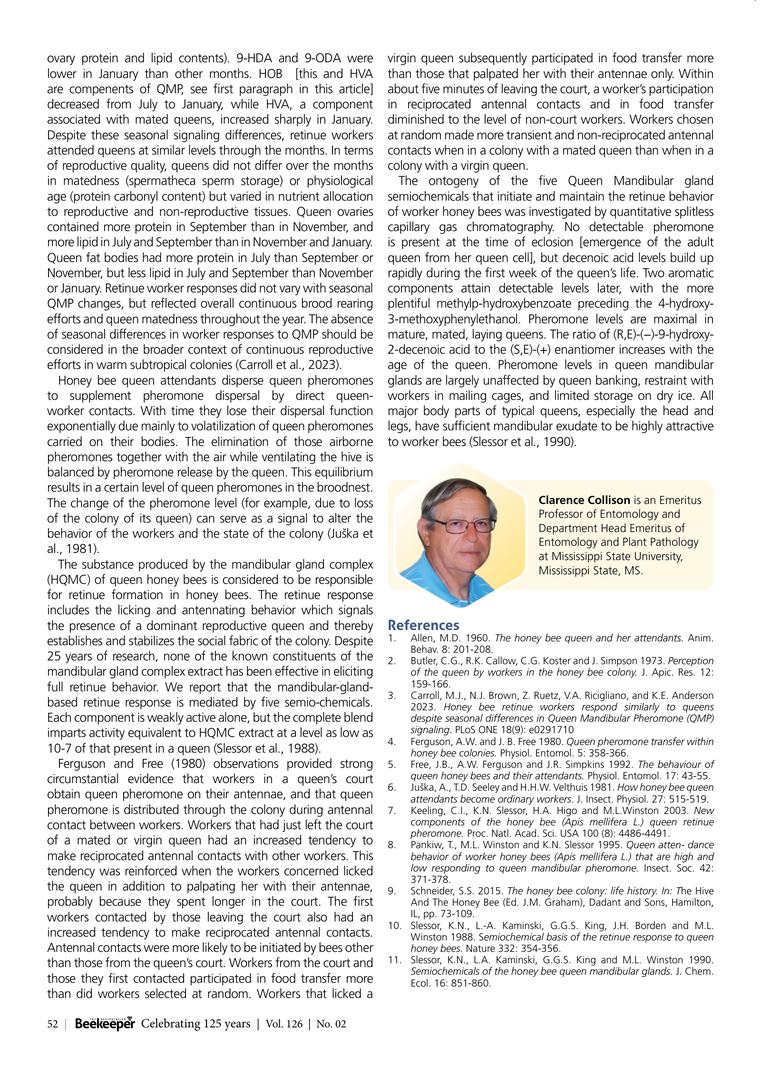 ovary protein and lipid contents). 9-HDA and 9-ODA were
lower in January than other months. HOB [this and HVA
are compenents of QMP, see first paragraph in this article]
decreased from July to January, while HVA, a component
associated with mated queens, increased sharply in January.
Despite these seasonal signaling differences, retinue workers
attended queens at similar levels through the months. In terms
of reproductive quality, queens did not differ over the months
in matedness (spermatheca sperm storage) or physiological
age (protein carbonyl content) but varied in nutrient allocation
to reproductive and non-reproductive tissues. Queen ovaries
contained more protein in September than in November, and
more lipid in July and September than in November and January.
Queen fat bodies had more protein in July than September or
November, but less lipid in July and September than November
or January. Retinue worker responses did not vary with seasonal
QMP changes, but reflected overall continuous brood rearing
efforts and queen matedness throughout the year. The absence
of seasonal differences in worker responses to QMP should be
considered in the broader context of continuous reproductive
efforts in warm subtropical colonies (Carroll et al., 2023).
Honey bee queen attendants disperse queen pheromones
to supplement pheromone dispersal by direct queen-
worker contacts. With time they lose their dispersal function
exponentially due mainly to volatilization of queen pheromones
carried on their bodies. The elimination of those airborne
pheromones together with the air while ventilating the hive is
balanced by pheromone release by the queen. This equilibrium
results in a certain level of queen pheromones in the broodnest.
The change of the pheromone level (for example, due to loss
of the colony of its queen) can serve as a signal to alter the
behavior of the workers and the state of the colony (Juška et
al., 1981).
The substance produced by the mandibular gland complex
(HQMC) of queen honey bees is considered to be responsible
for retinue formation in honey bees. The retinue response
includes the licking and antennating behavior which signals
the presence of a dominant reproductive queen and thereby
establishes and stabilizes the social fabric of the colony. Despite
25 years of research, none of the known constituents of the
mandibular gland complex extract has been effective in eliciting
full retinue behavior. We report that the mandibular-gland-
based retinue response is mediated by five semio-chemicals.
Each component is weakly active alone, but the complete blend
imparts activity equivalent to HQMC extract at a level as low as
10-7 of that present in a queen (Slessor et al., 1988).
Ferguson and Free (1980) observations provided strong
circumstantial evidence that workers in a queen's court
obtain queen pheromone on their antennae, and that queen
pheromone is distributed through the colony during antennal
contact between workers. Workers that had just left the court
of a mated or virgin queen had an increased tendency to
make reciprocated antennal contacts with other workers. This
tendency was reinforced when the workers concerned licked
the queen in addition to palpating her with their antennae,
probably because they spent longer in the court. The first
workers contacted by those leaving the court also had an
increased tendency to make reciprocated antennal contacts.
Antennal contacts were more likely to be initiated by bees other
than those from the queen's court. Workers from the court and
those they first contacted participated in food transfer more
than did workers selected at random. Workers that licked a
virgin queen subsequently participated in food transfer more
than those that palpated her with their antennae only. Within
about five minutes of leaving the court, a worker's participation
in reciprocated antennal contacts and in food transfer
diminished to the level of non-court workers. Workers chosen
at random made more transient and non-reciprocated antennal
contacts when in a colony with a mated queen than when in a
colony with a virgin queen.
The ontogeny of the five Queen Mandibular gland
semiochemicals that initiate and maintain the retinue behavior
of worker honey bees was investigated by quantitative splitless
capillary gas chromatography. No detectable pheromone
is present at the time of eclosion [emergence of the adult
queen from her queen cell], but decenoic acid levels build up
rapidly during the first week of the queen's life. Two aromatic
components attain detectable levels later, with the more
plentiful methylp-hydroxybenzoate preceding the 4-hydroxy-
3-methoxyphenylethanol. Pheromone levels are maximal in
mature, mated, laying queens. The ratio of (R,E)-(−)-9-hydroxy-
2-decenoic acid to the (S,E)-(+) enantiomer increases with the
age of the queen. Pheromone levels in queen mandibular
glands are largely unaffected by queen banking, restraint with
workers in mailing cages, and limited storage on dry ice. All
major body parts of typical queens, especially the head and
legs, have sufficient mandibular exudate to be highly attractive
to worker bees (Slessor et al., 1990).
Clarence Collison is an Emeritus
Professor of Entomology and
Department Head Emeritus of
Entomology and Plant Pathology
at Mississippi State University,
Mississippi State, MS.
References
1. Allen, M.D. 1960. The honey bee queen and her attendants. Anim.
Behav. 8: 201-208.
2. Butler, C.G., R.K. Callow, C.G. Koster and J. Simpson 1973. Perception
of the queen by workers in the honey bee colony. J. Apic. Res. 12:
159-166.
3. Carroll, M.J., N.J. Brown, Z. Ruetz, V.A. Ricigliano, and K.E. Anderson
2023. Honey bee retinue workers respond similarly to queens
despite seasonal differences in Queen Mandibular Pheromone (QMP)
signaling. PLoS ONE 18(9): e0291710
4. Ferguson, A.W. and J. B. Free 1980. Queen pheromone transfer within
honey bee colonies. Physiol. Entomol. 5: 358-366.
5. Free, J.B., A.W. Ferguson and J.R. Simpkins 1992. The behaviour of
queen honey bees and their attendants. Physiol. Entomol. 17: 43-55.
6. Juška, A., T.D. Seeley and H.H.W. Velthuis 1981. How honey bee queen
attendants become ordinary workers. J. Insect. Physiol. 27: 515-519.
7. Keeling, C.I., K.N. Slessor, H.A. Higo and M.L.Winston 2003. New
components of the honey bee (Apis mellifera L.) queen retinue
pheromone. Proc. Natl. Acad. Sci. USA 100 (8): 4486-4491.
8. Pankiw, T., M.L. Winston and K.N. Slessor 1995. Queen atten- dance
behavior of worker honey bees (Apis mellifera L.) that are high and
low responding to queen mandibular pheromone. Insect. Soc. 42:
371-378.
9. Schneider, S.S. 2015. The honey bee colony: life history. In: The Hive
And The Honey Bee (Ed. J.M. Graham), Dadant and Sons, Hamilton,
IL, pp. 73-109.
10. Slessor, K.N., L.-A. Kaminski, G.G.S. King, J.H. Borden and M.L.
Winston 1988. Semiochemical basis of the retinue response to queen
honey bees. Nature 332: 354-356.
11. Slessor, K.N., L.A. Kaminski, G.G.S. King and M.L. Winston 1990.
Semiochemicals of the honey bee queen mandibular glands. J. Chem.
Ecol. 16: 851-860.
52 | Beekeeper Celebrating 125 years | Vol. 126 | No. 02